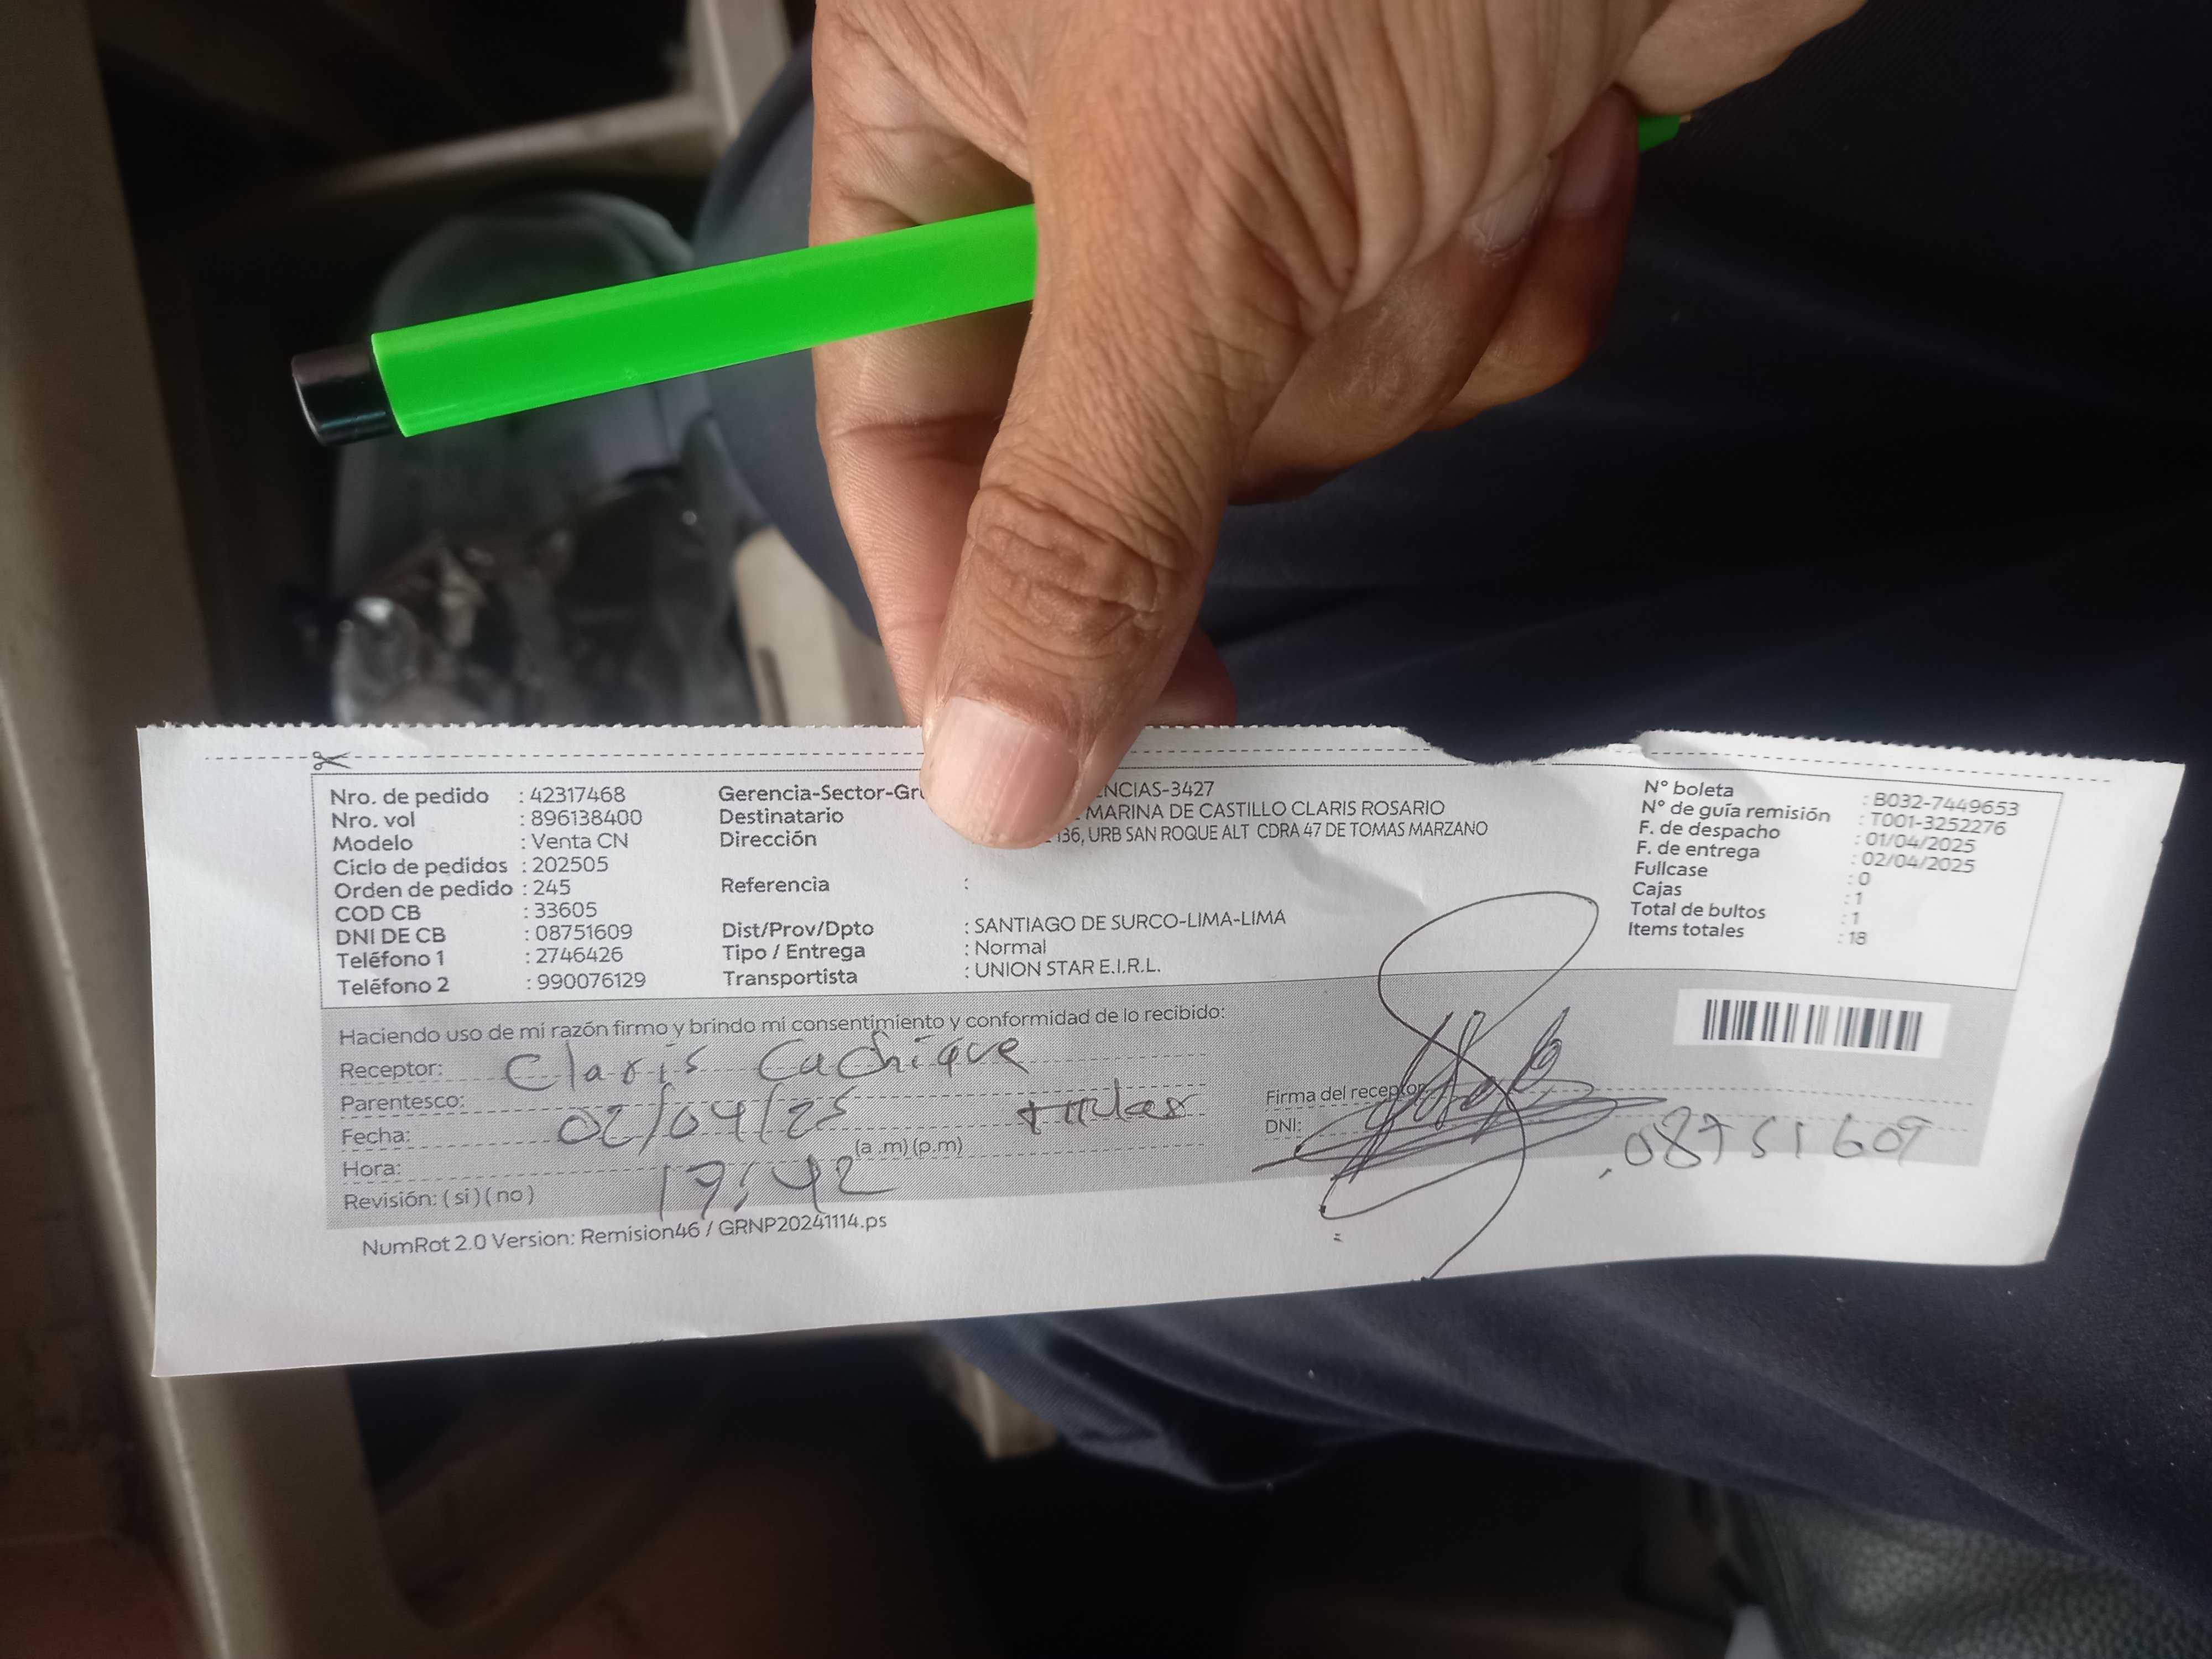 Nro. de pedido : 42317468
Nro. vol : 896138400
Modelo : Venta CN
Ciclo de pedidos : 202505
Orden de pedido : 245
COD CB : 33605
DNI DE CB : 08751609
Teléfono 1 : 2746426
Teléfono 2 : 990076129
Gerencia-Sector-Gru NCIAS-3427
Destinatario MARINA DE CASTILLO CLARIS ROSARIO
Dirección 136, URB SAN ROQUE ALT CDRA 47 DE TOMAS MARZANO
Referencia :
Dist/Prov/Dpto : SANTIAGO DE SURCO-LIMA-LIMA
Tipo / Entrega : Normal
Transportista : UNION STAR E.I.R.L.
N° boleta : B032-7449653
N° de guía remisión : T001-3252276
F. de despacho : 01/04/2025
F. de entrega : 02/04/2025
Fullcase : 0
Cajas : 1
Total de bultos : 1
Items totales : 18
Haciendo uso de mi razón firmo y brindo mi consentimiento y conformidad de lo recibido:
Receptor: Claris Cachique
Parentesco: titular
Fecha: 02/04/25
Hora: 17:42 (a .m) (p.m)
Revisión: ( si ) ( no )
Firma del receptor
DNI: 08751609
NumRot 2.0 Version: Remision46 / GRNP20241114.ps